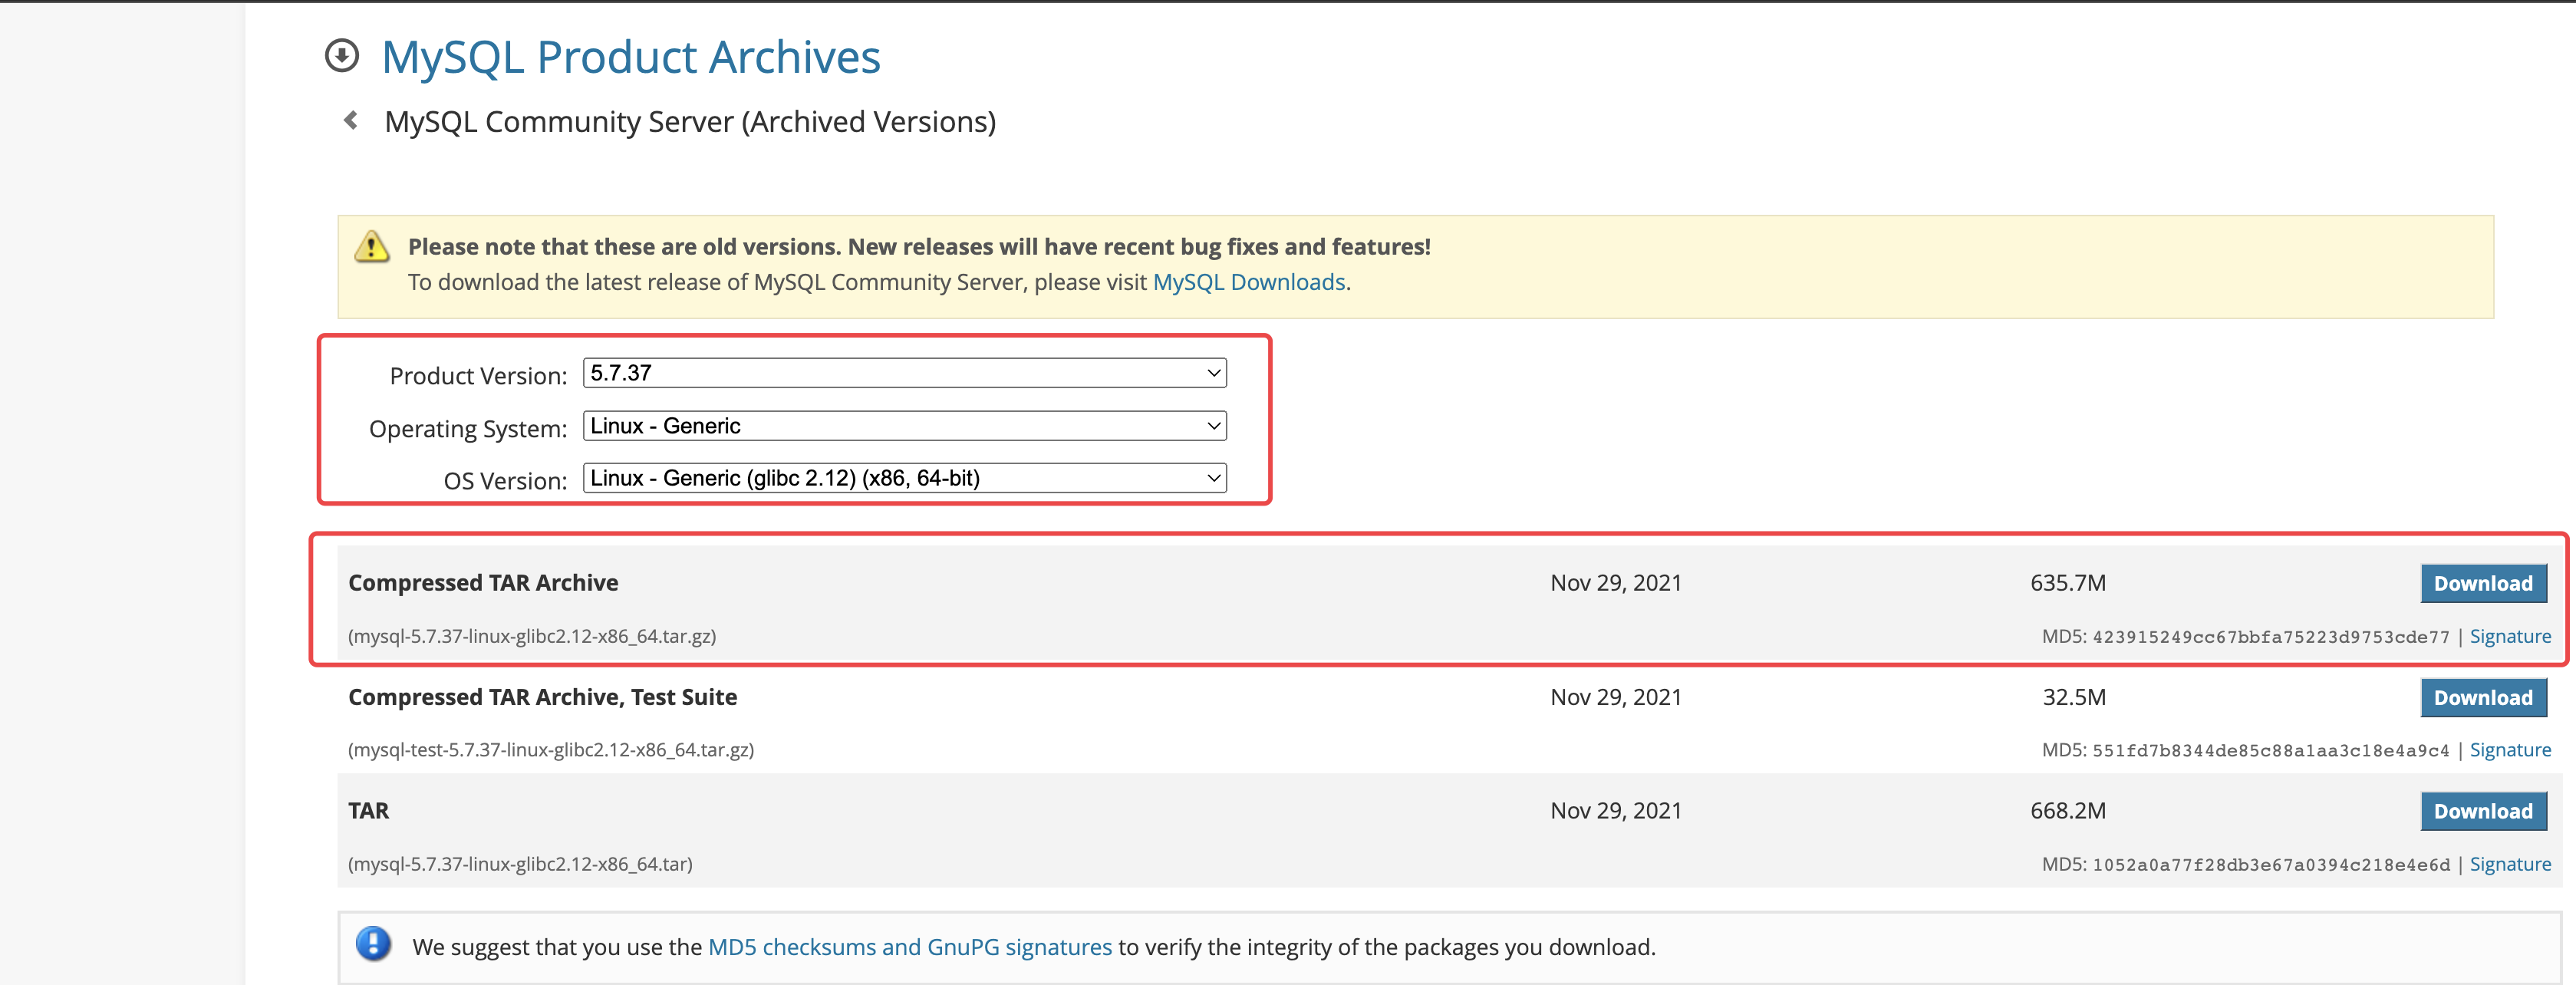 MySQL Product Archives
MySQL Community Server (Archived Versions)
Please note that these are old versions. New releases will have recent bug fixes and features!
To download the latest release of MySQL Community Server, please visit MySQL Downloads.
Product Version: 5.7.37
Operating System: Linux - Generic
OS Version: Linux - Generic (glibc 2.12) (x86, 64-bit)
Compressed TAR Archive Nov 29, 2021 635.7M Download
(mysql-5.7.37-linux-glibc2.12-x86_64.tar.gz) MD5: 423915249cc67bbfa75223d9753cde77 | Signature
Compressed TAR Archive, Test Suite Nov 29, 2021 32.5M Download
(mysql-test-5.7.37-linux-glibc2.12-x86_64.tar.gz) MD5: 551fd7b8344de85c88a1aa3c18e4a9c4 | Signature
TAR Nov 29, 2021 668.2M Download
(mysql-5.7.37-linux-glibc2.12-x86_64.tar) MD5: 1052a0a77f28db3e67a0394c218e4e6d | Signature
We suggest that you use the MD5 checksums and GnuPG signatures to verify the integrity of the packages you download.